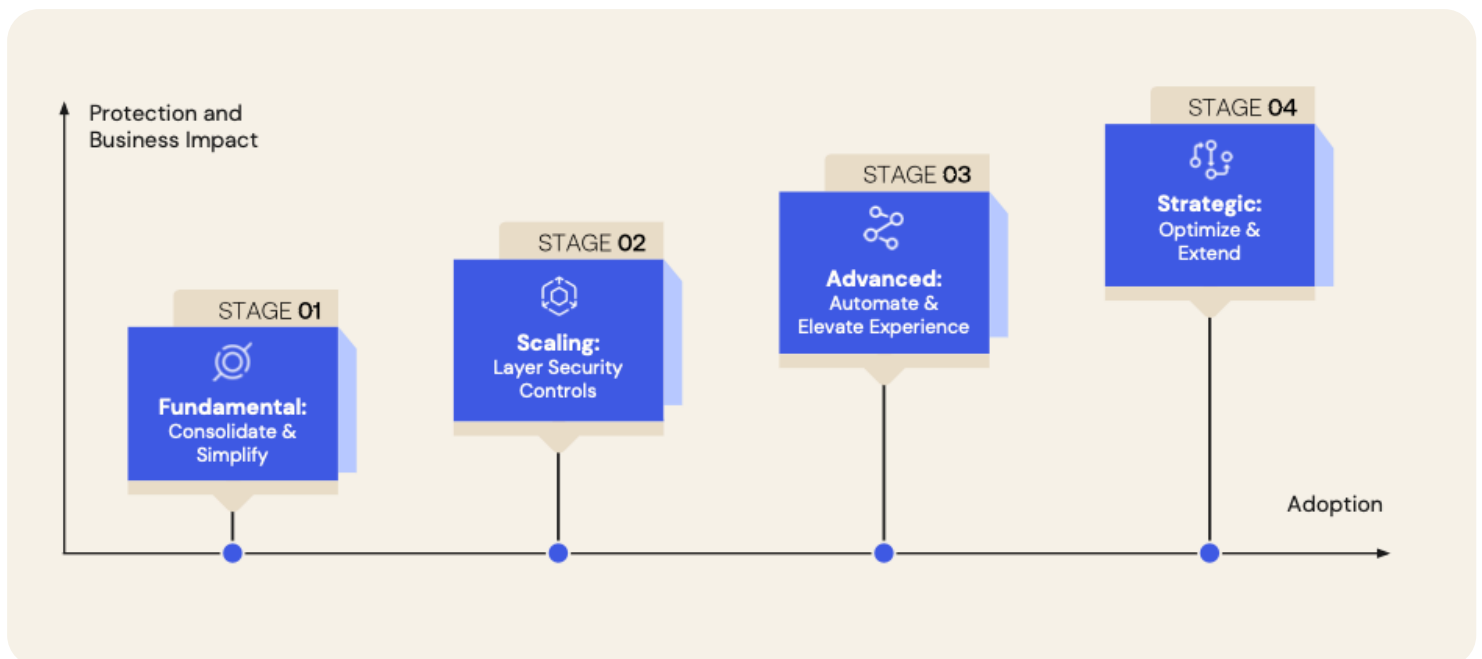 Protection and
Business Impact
STAGE 01
Fundamental:
Consolidate &
Simplify
STAGE 02
Scaling:
Layer Security
Controls
STAGE 03
Advanced:
Automate &
Elevate Experience
STAGE 04
Strategic:
Optimize &
Extend
Adoption